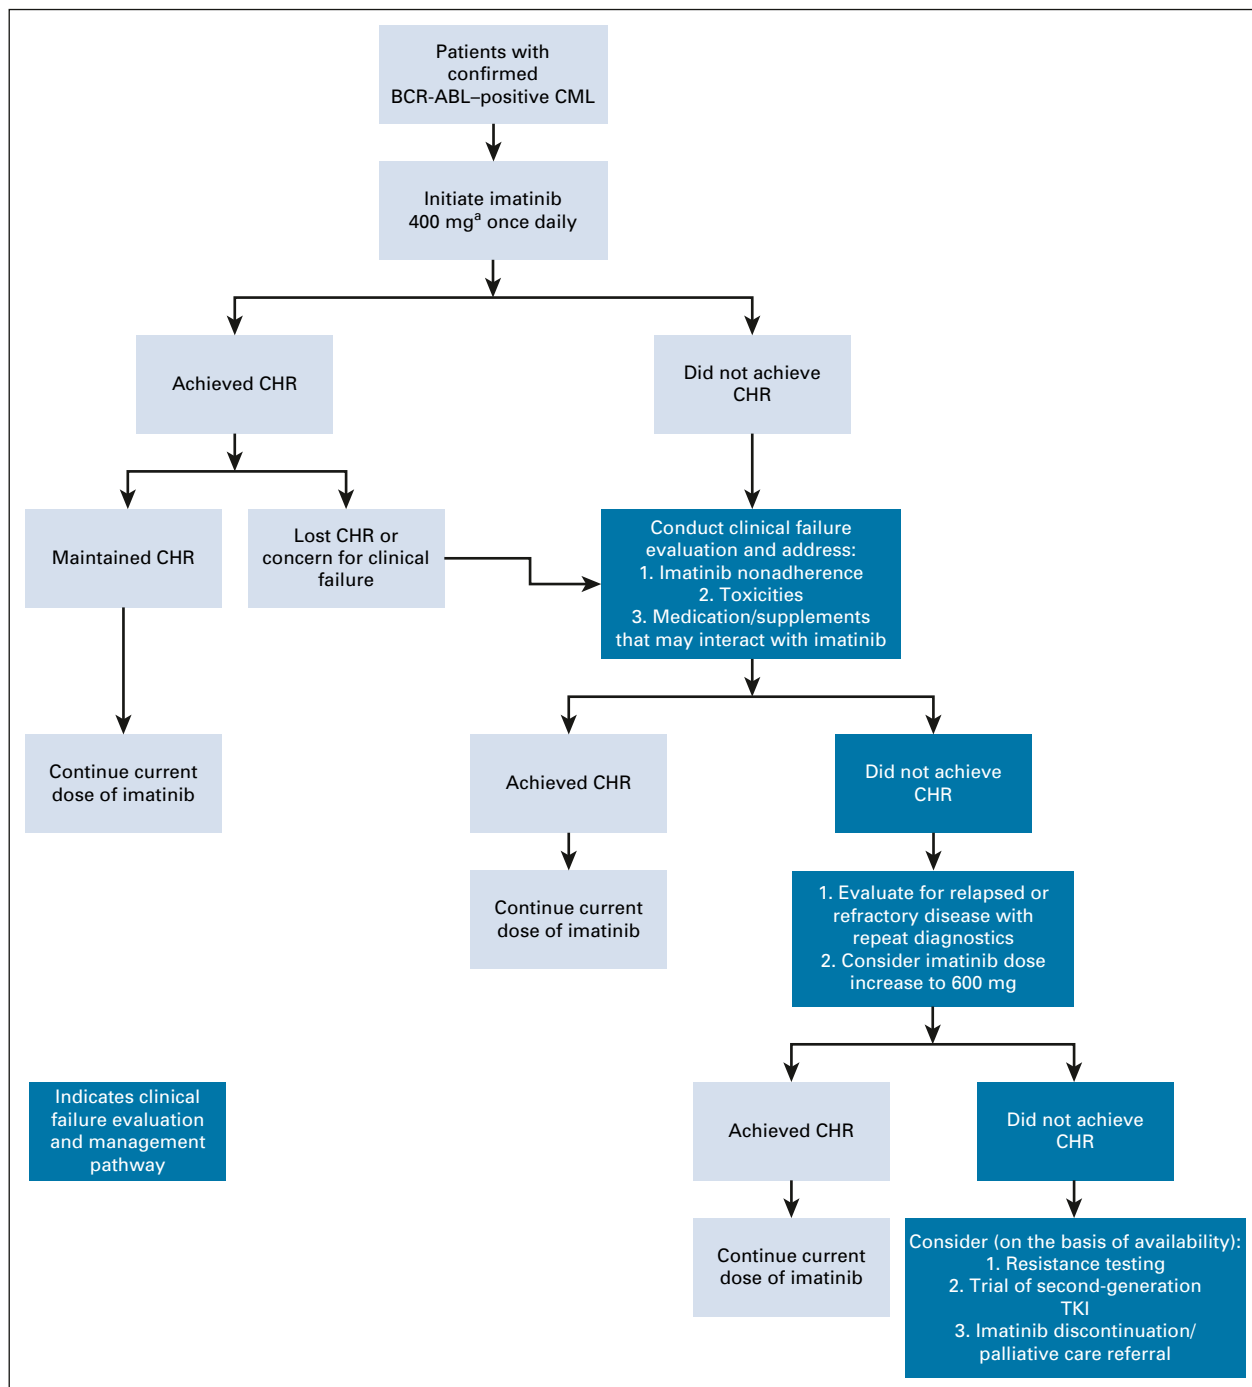 Patients with
confirmed
BCR-ABL–positive CML
Initiate imatinib
400 mgª once daily
Achieved CHR
Did not achieve
CHR
Maintained CHR
Lost CHR or
concern for clinical
failure
Conduct clinical failure
evaluation and address:
1. Imatinib nonadherence
2. Toxicities
3. Medication/supplements
that may interact with imatinib
Continue current
dose of imatinib
Achieved CHR
Did not achieve
CHR
Continue current
dose of imatinib
1. Evaluate for relapsed or
refractory disease with
repeat diagnostics
2. Consider imatinib dose
increase to 600 mg
Indicates clinical
failure evaluation
and management
pathway
Achieved CHR
Did not achieve
CHR
Continue current
dose of imatinib
Consider (on the basis of availability):
1. Resistance testing
2. Trial of second-generation
TKI
3. Imatinib discontinuation/
palliative care referral